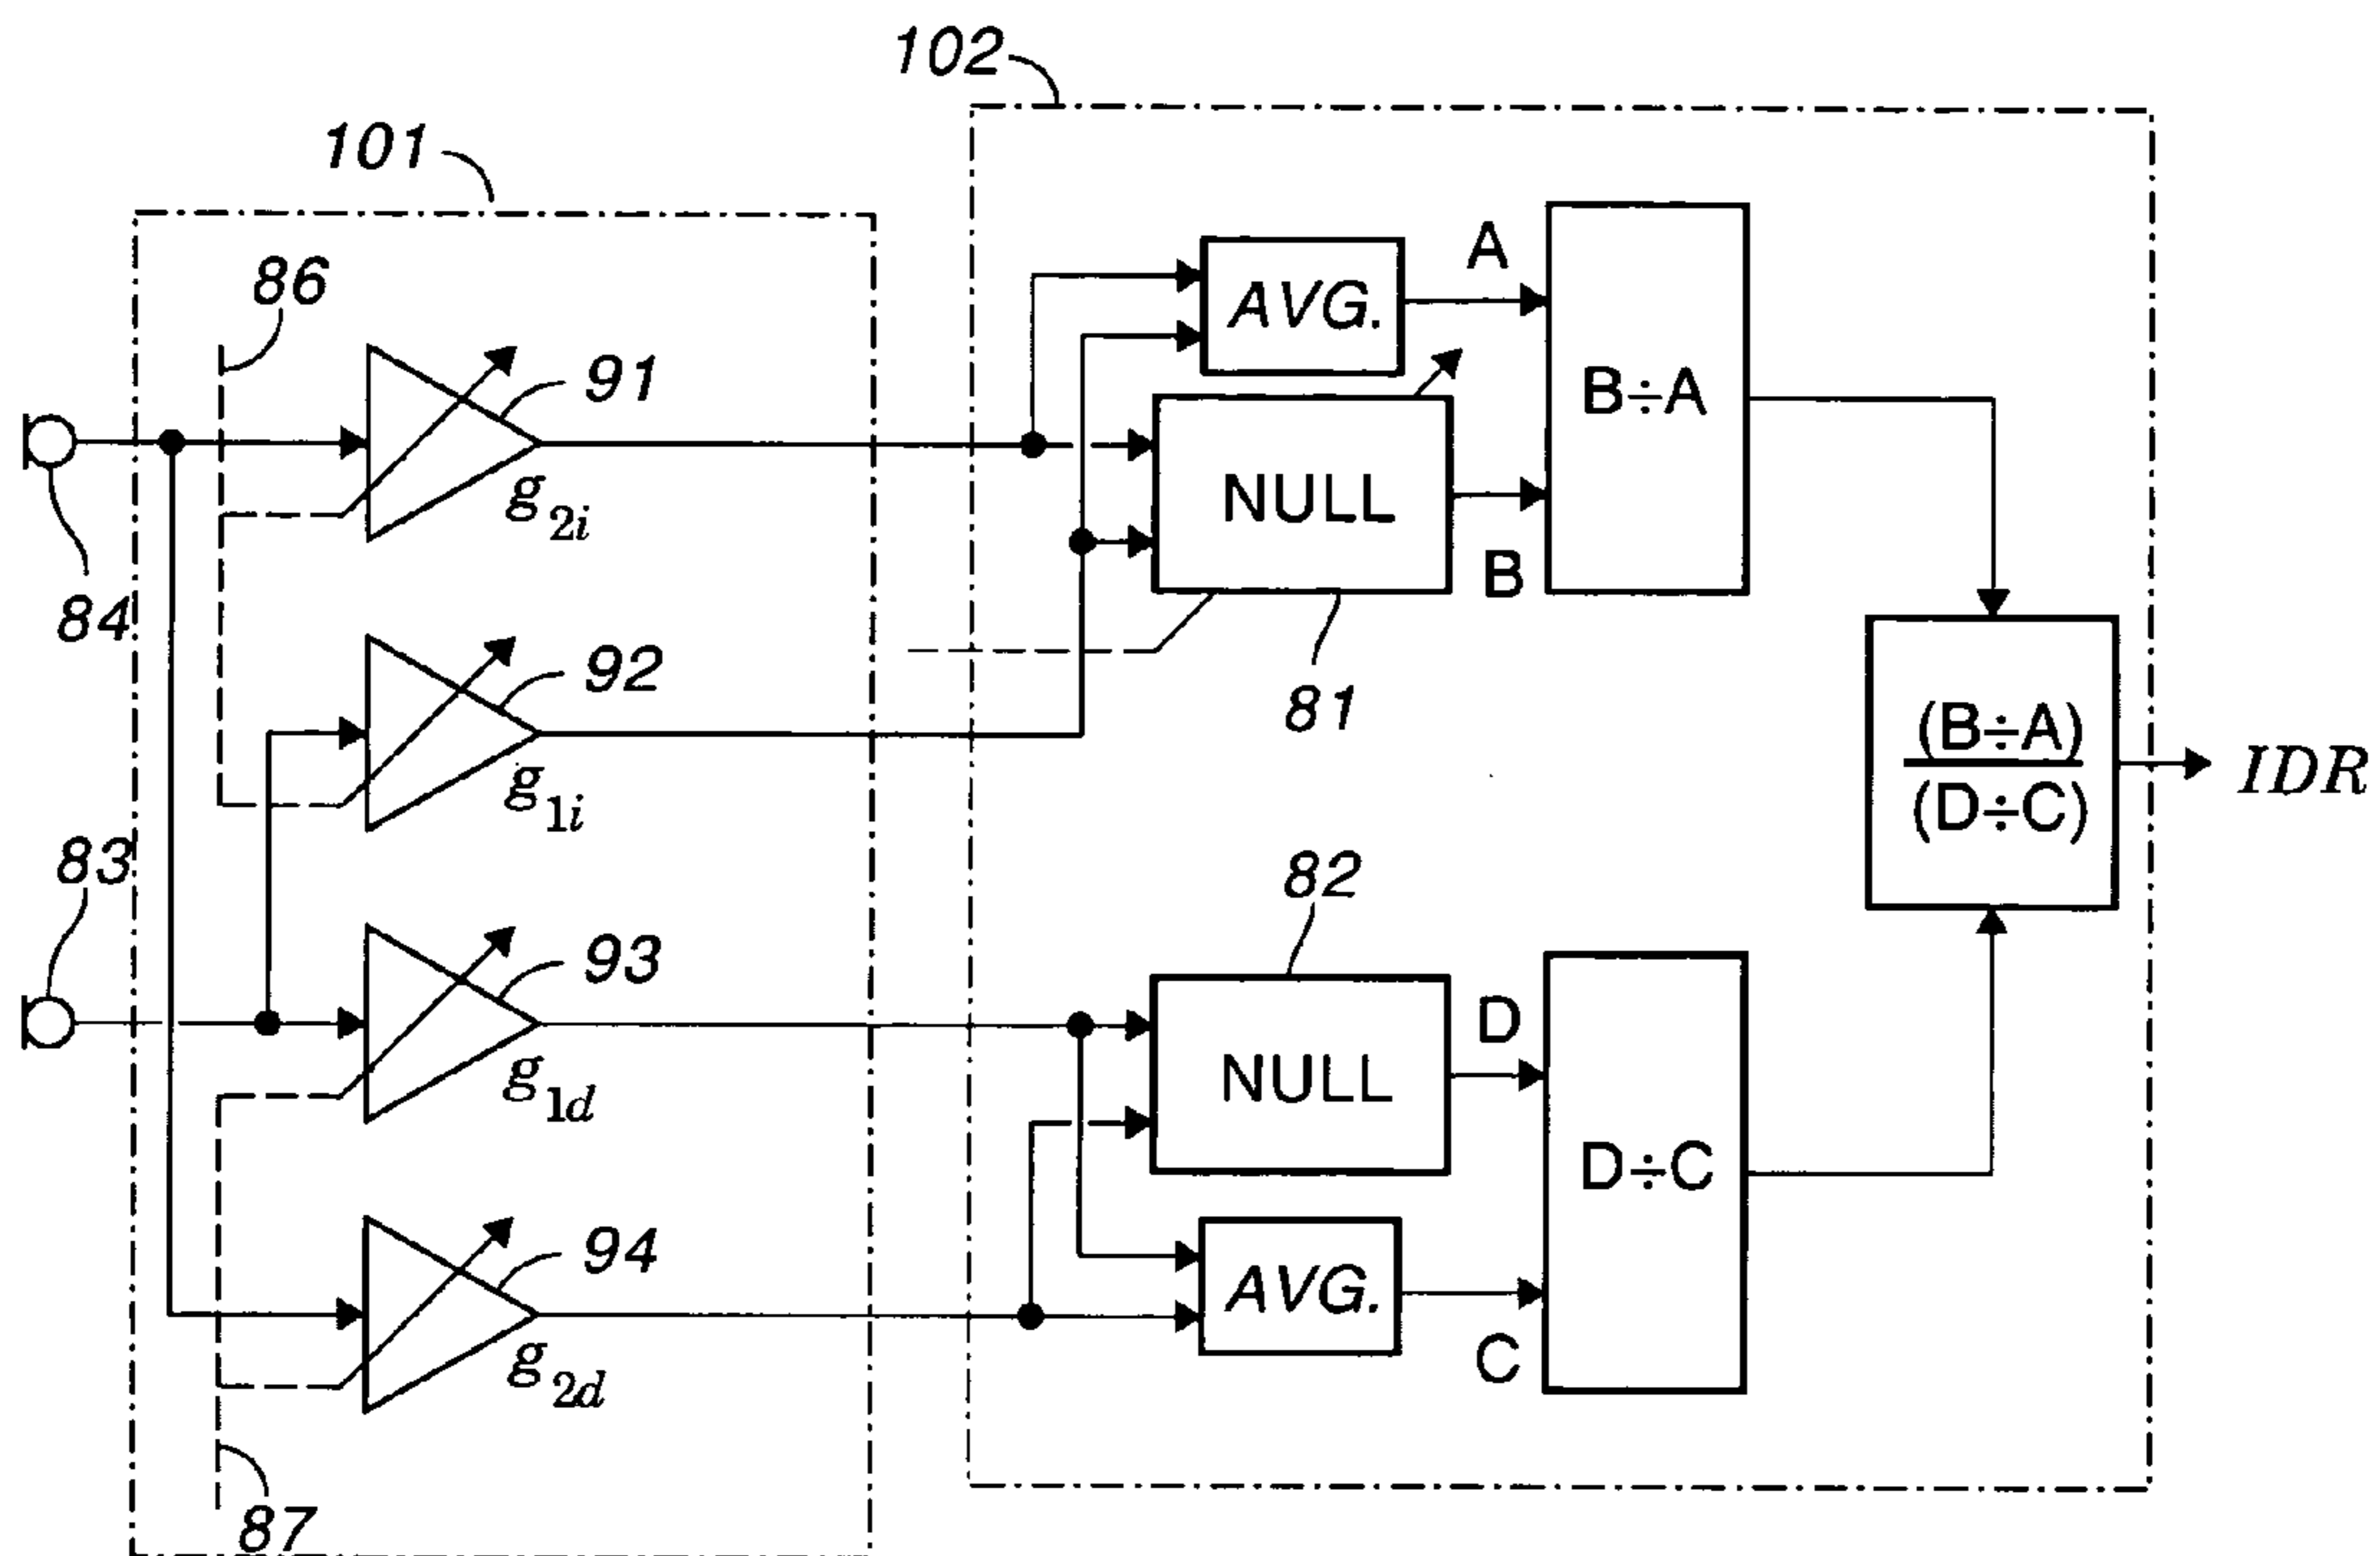 102
101
86
AVG.
A
91
B÷A
84
g2i
NULL
B
92
81
g1i
(B÷A)
(D÷C)
IDR
83
82
93
D
g1d
NULL
D÷C
94
AVG.
g2d
C
87